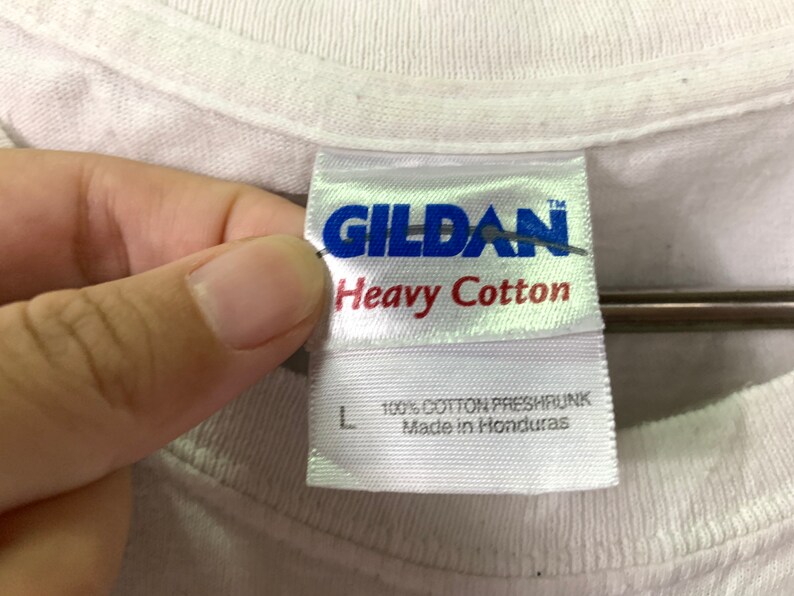 GILDAN™
Heavy Cotton
L 100% COTTON PRESHRUNK
Made in Honduras